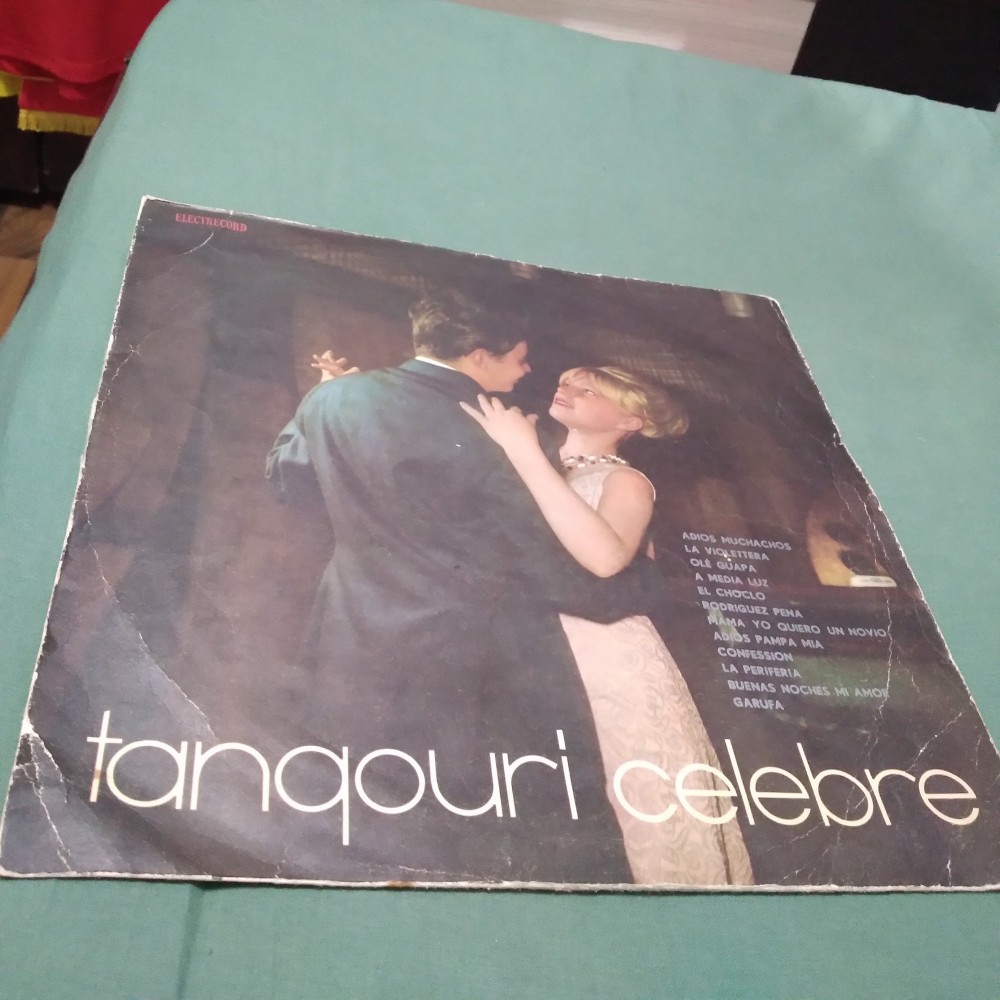 ELECTRECORD
ADIOS MUCHACHOS
LA VIOLETTERA
OLÉ GUAPA
A MEDIA LUZ
EL CHOCLO
RODRIGUEZ PENA
MAMA YO QUIERO UN NOVIO
ADIOS PAMPA MIA
CONFESSION
LA PERIFERIA
BUENAS NOCHES MI AMOR
GARUFA
tangouri celebre